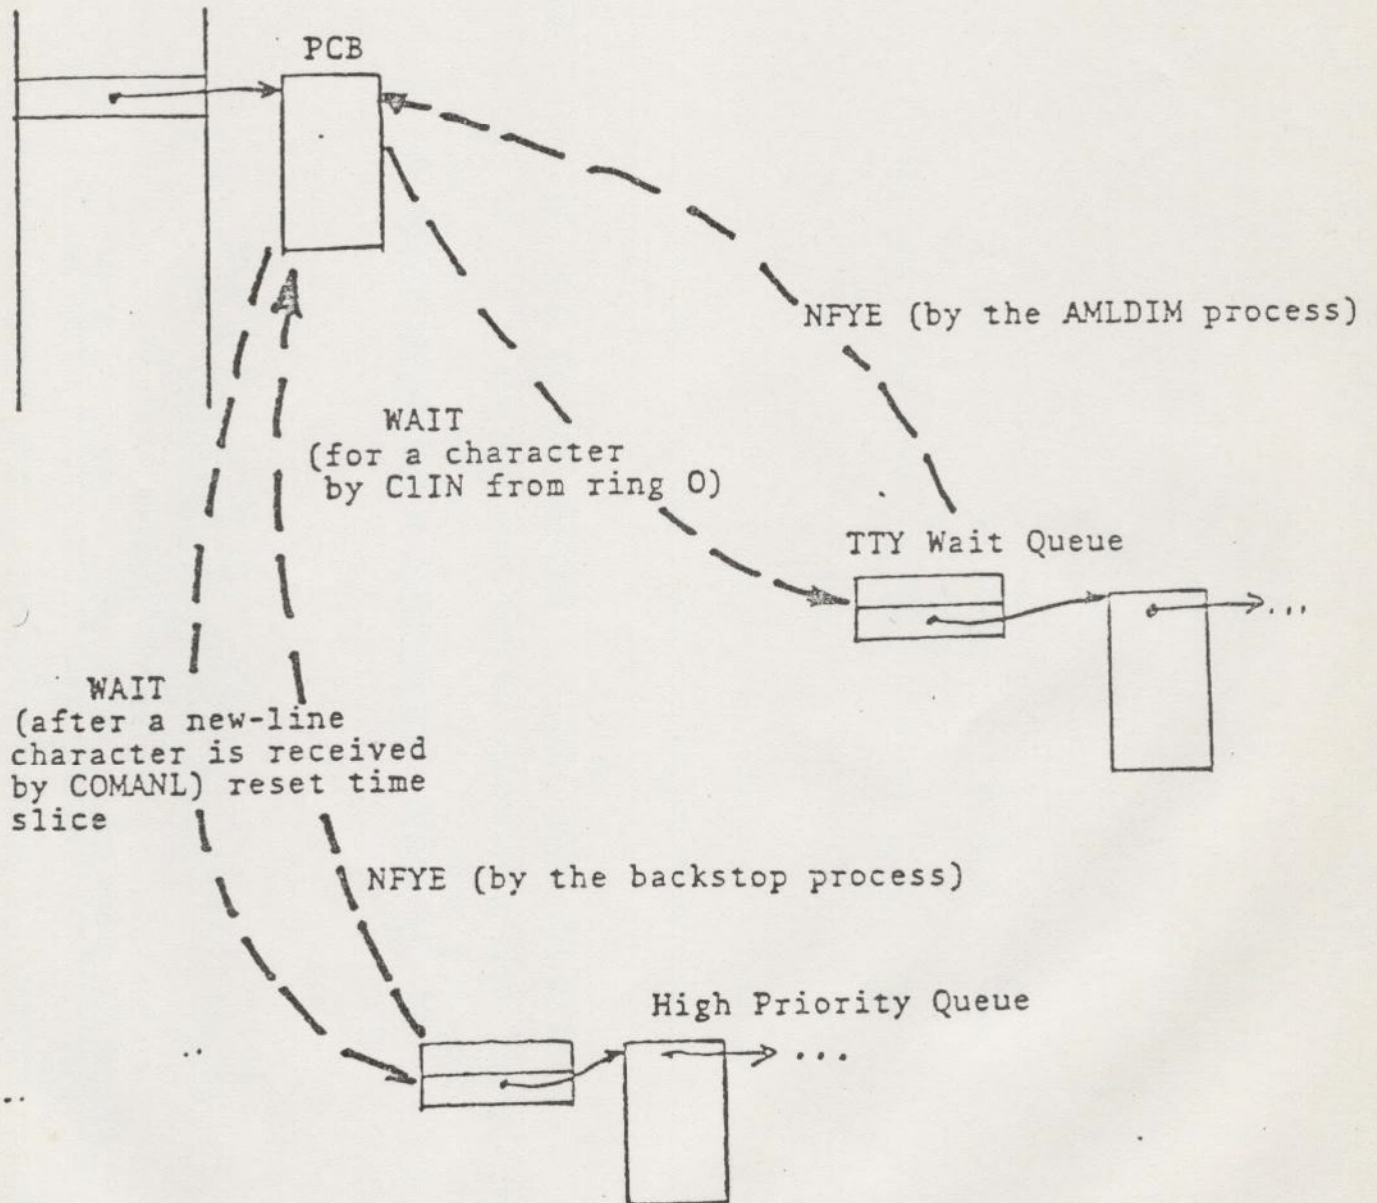 PCB
NFYE (by the AMLDIM process)
WAIT
(for a character
by C1IN from ring 0)
TTY Wait Queue
...
WAIT
(after a new-line
character is received
by COMANL) reset time
slice
NFYE (by the backstop process)
High Priority Queue
...